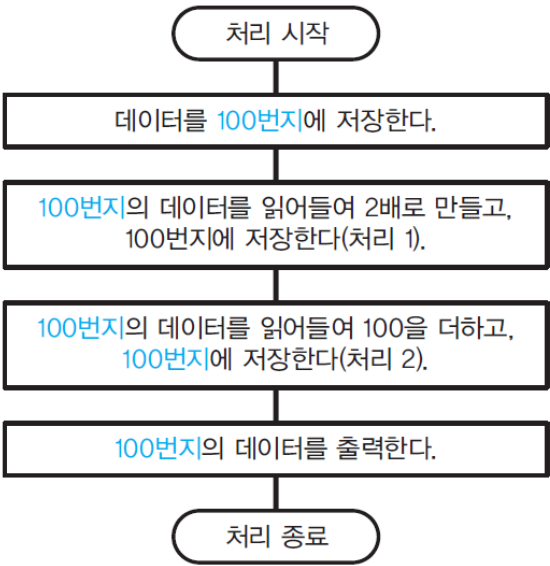 처리 시작
데이터를 100번지에 저장한다.
100번지의 데이터를 읽어들여 2배로 만들고,
100번지에 저장한다(처리 1).
100번지의 데이터를 읽어들여 100을 더하고,
100번지에 저장한다(처리 2).
100번지의 데이터를 출력한다.
처리 종료